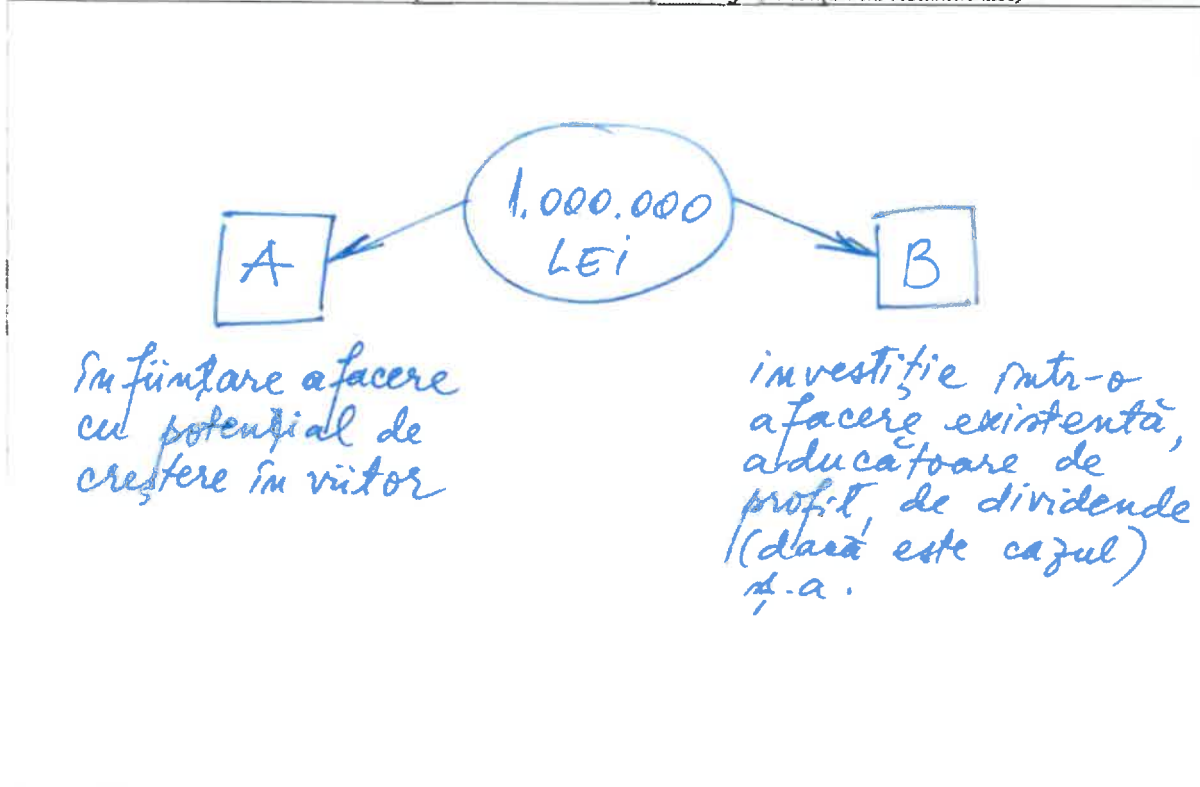 1.000.000
LEI
A
B
înființare afacere
cu potențial de
creștere în viitor
investiție într-o
afacere existentă,
aducătoare de
profit, de dividende
(dacă este cazul)
ș.a.